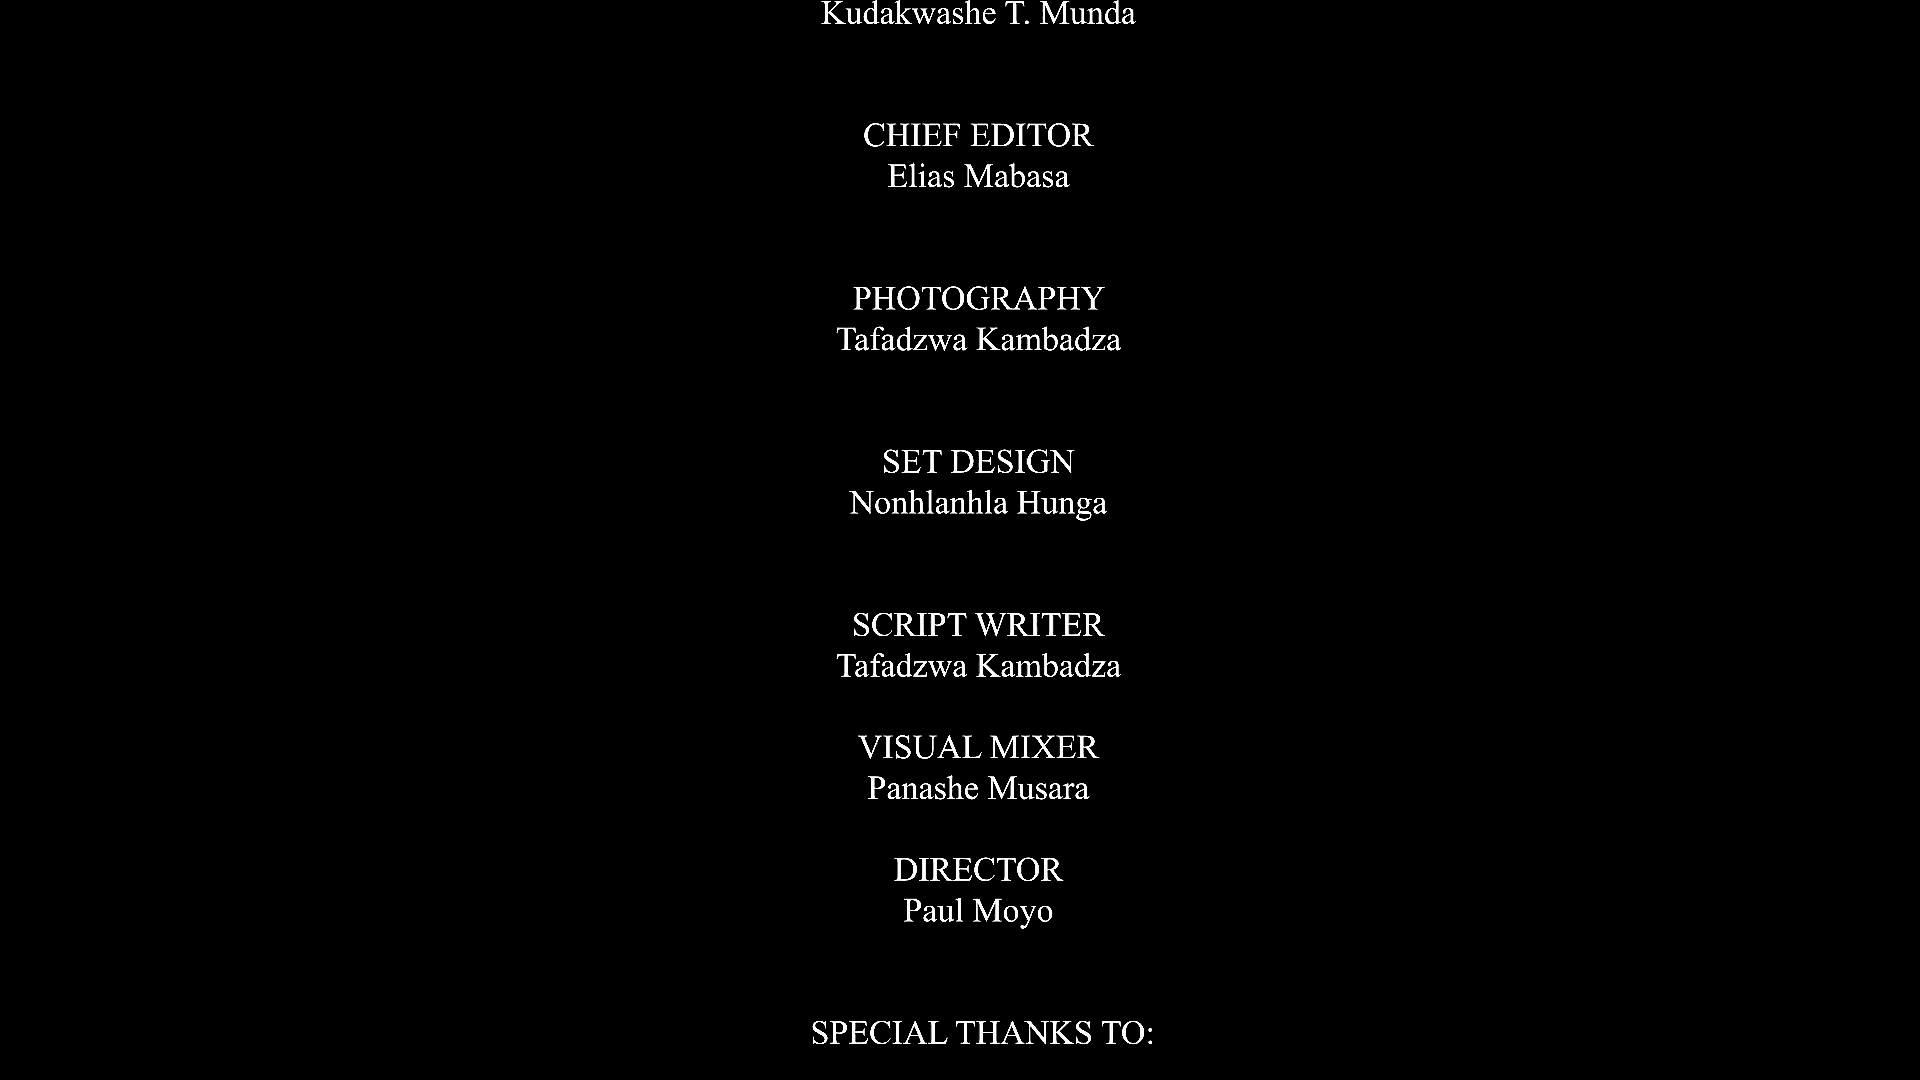 Kudakwashe T. Munda
CHIEF EDITOR
Elias Mabasa
PHOTOGRAPHY
Tafadzwa Kambadza
SET DESIGN
Nonhlanhla Hunga
SCRIPT WRITER
Tafadzwa Kambadza
VISUAL MIXER
Panashe Musara
DIRECTOR
Paul Moyo
SPECIAL THANKS TO: